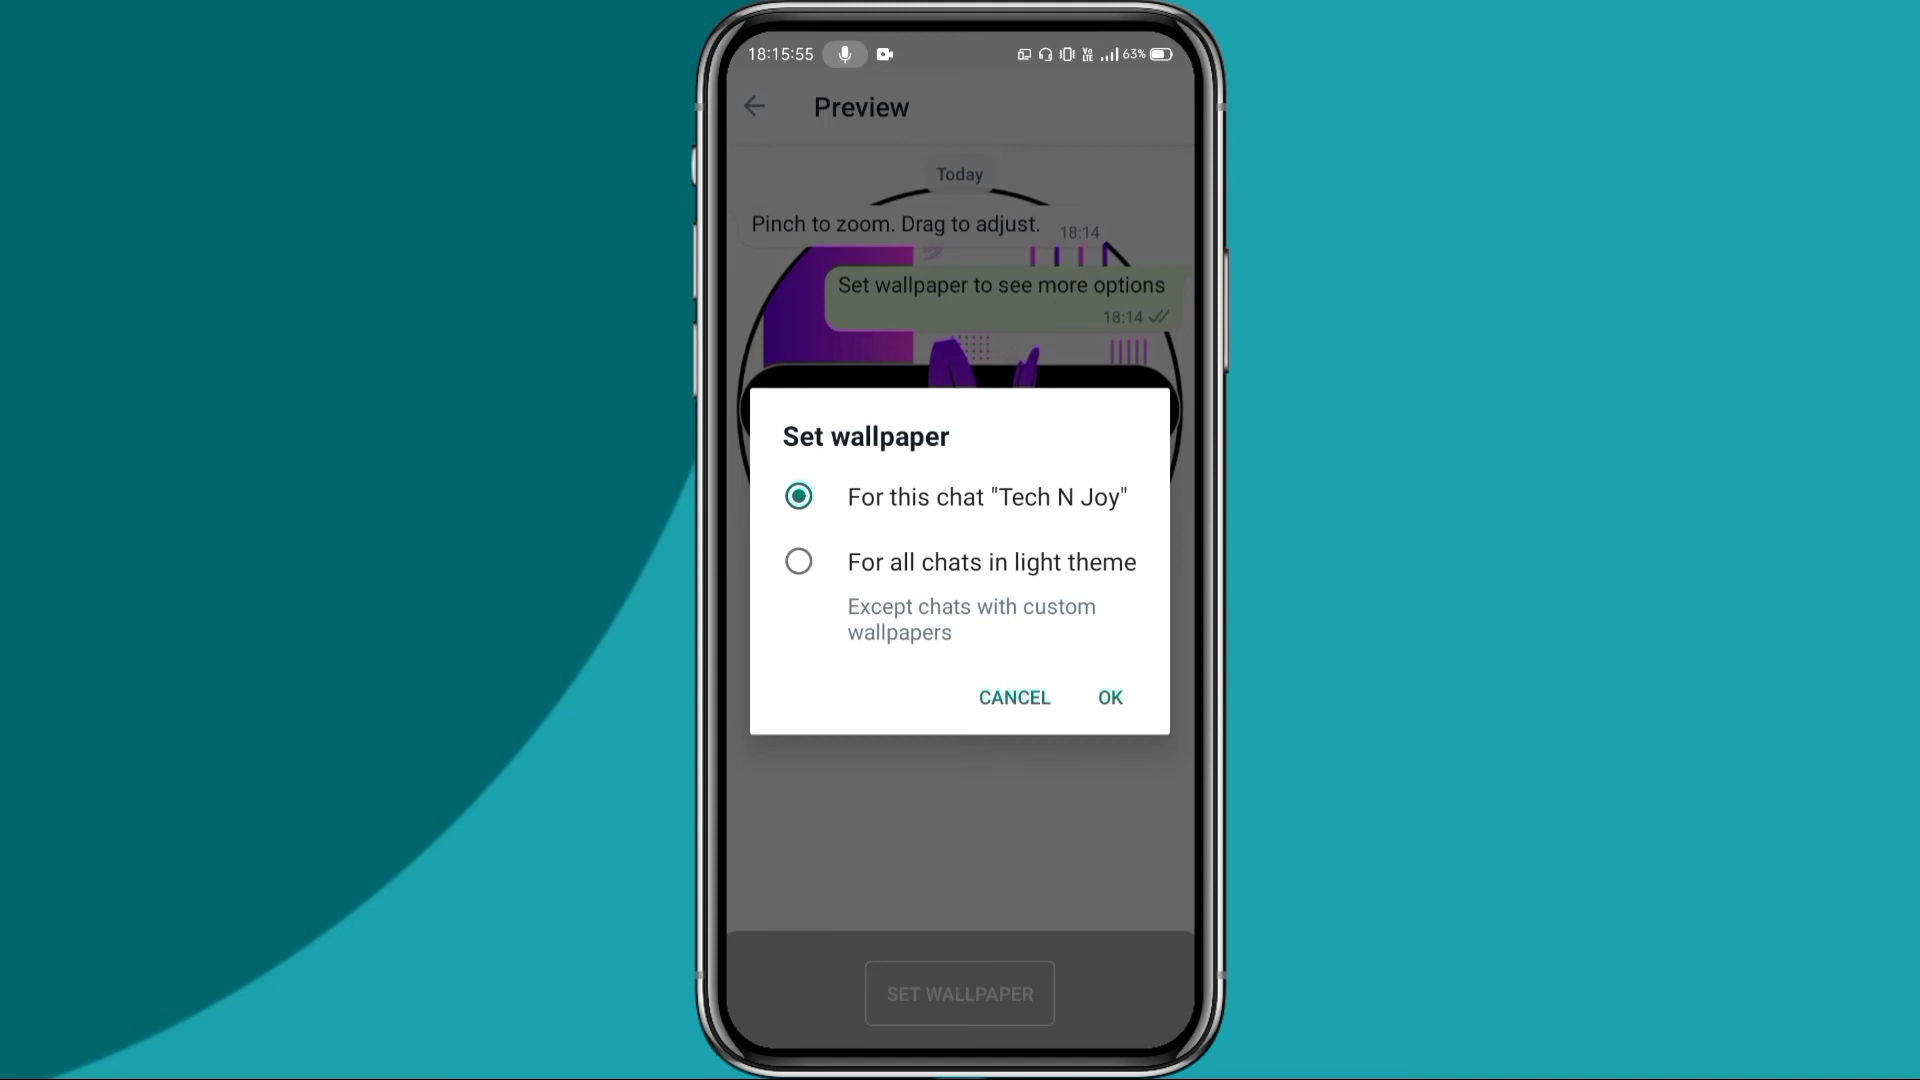 18:15:55 VO LTE 63%
Preview
Today
Pinch to zoom. Drag to adjust. 18:14
Set wallpaper to see more options
18:14
Set wallpaper
For this chat "Tech N Joy"
For all chats in light theme
Except chats with custom
wallpapers
CANCEL OK
SET WALLPAPER